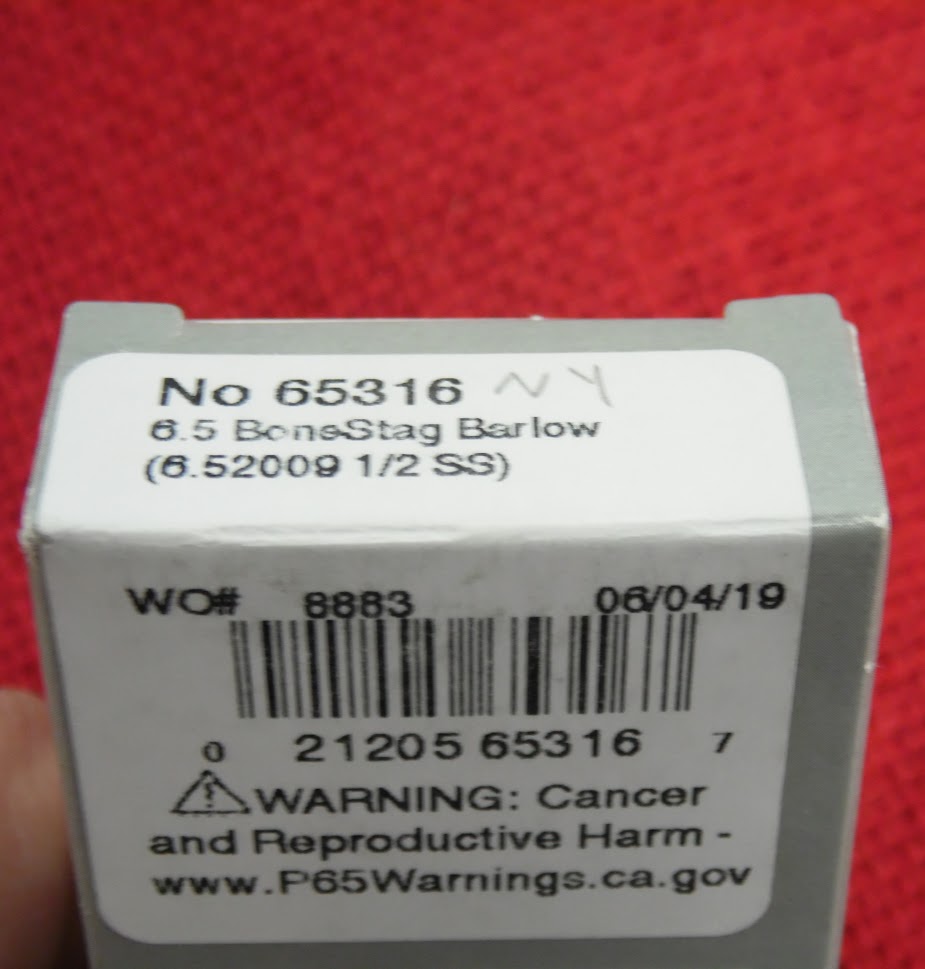 No 65316 NY
6.5 BoneStag Barlow
(6.52009 1/2 SS)
WO# 8883 06/04/19
0 21205 65316 7
WARNING: Cancer
and Reproductive Harm -
www.P65Warnings.ca.gov